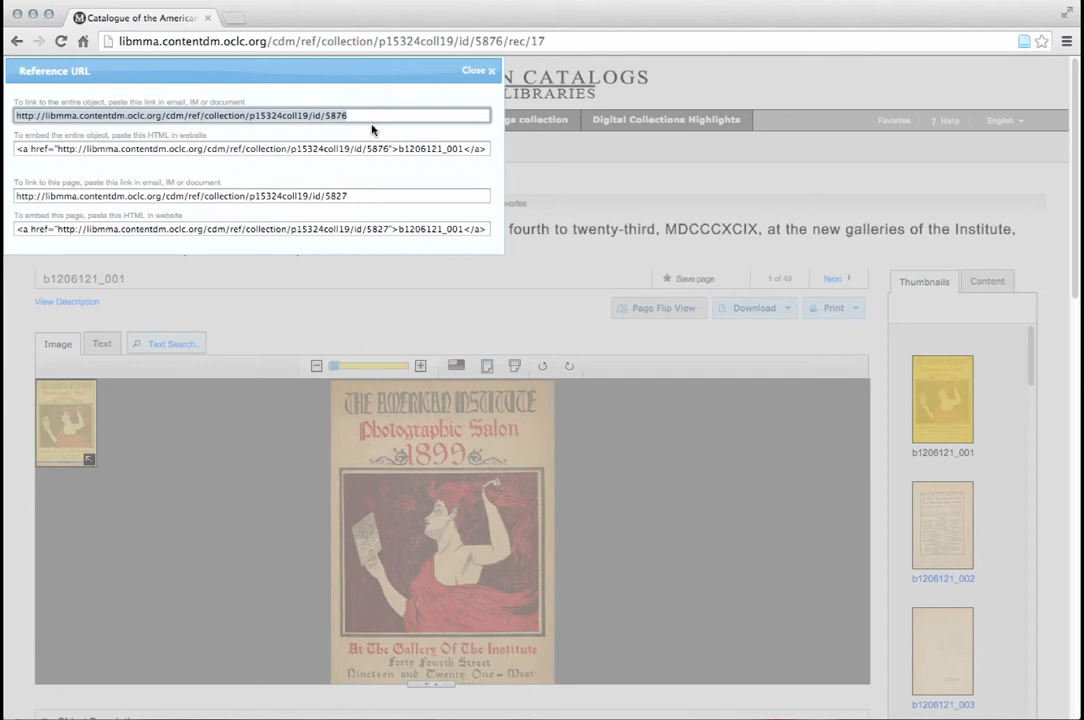 Catalogue of the American
libmma.contentdm.oclc.org/cdm/ref/collection/p15324coll19/id/5876/rec/17
Reference URL
Close x
To link to the entire object, paste this link in email, IM or document
http://libmma.contentdm.oclc.org/cdm/ref/collection/p15324coll19/id/5876
To embed the entire object, paste this HTML in website
<a href="http://libmma.contentdm.oclc.org/cdm/ref/collection/p15324coll19/id/5876">b1206121_001</a>
To link to this page, paste this link in email, IM or document
http://libmma.contentdm.oclc.org/cdm/ref/collection/p15324coll19/id/5827
To embed this page, paste this HTML in website
<a href="http://libmma.contentdm.oclc.org/cdm/ref/collection/p15324coll19/id/5827">b1206121_001</a>
N CATALOGS
LIBRARIES
gs collection
Digital Collections Highlights
Favorites
? Help
English
vorites
fourth to twenty-third, MDCCCXCIX, at the new galleries of the Institute,
b1206121_001
Save page
1 of 40
Next
View Description
Page Flip View
Download
Print
Thumbnails
Content
Image
Text
Text Search...
THE AMERICAN INSTITUTE
Photographic Salon
1899
At The Gallery Of The Institute
Forty Fourth Street
Nineteen and Twenty One-West-
b1206121_001
b1206121_002
b1206121_003